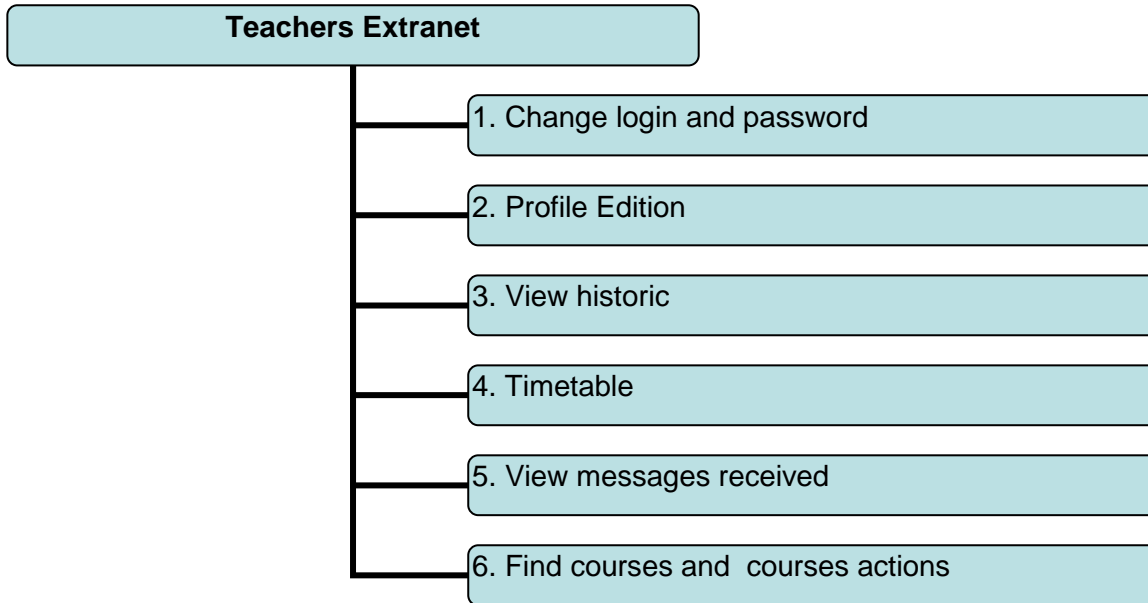 Teachers Extranet
1. Change login and password
2. Profile Edition
3. View historic
4. Timetable
5. View messages received
6. Find courses and  courses actions